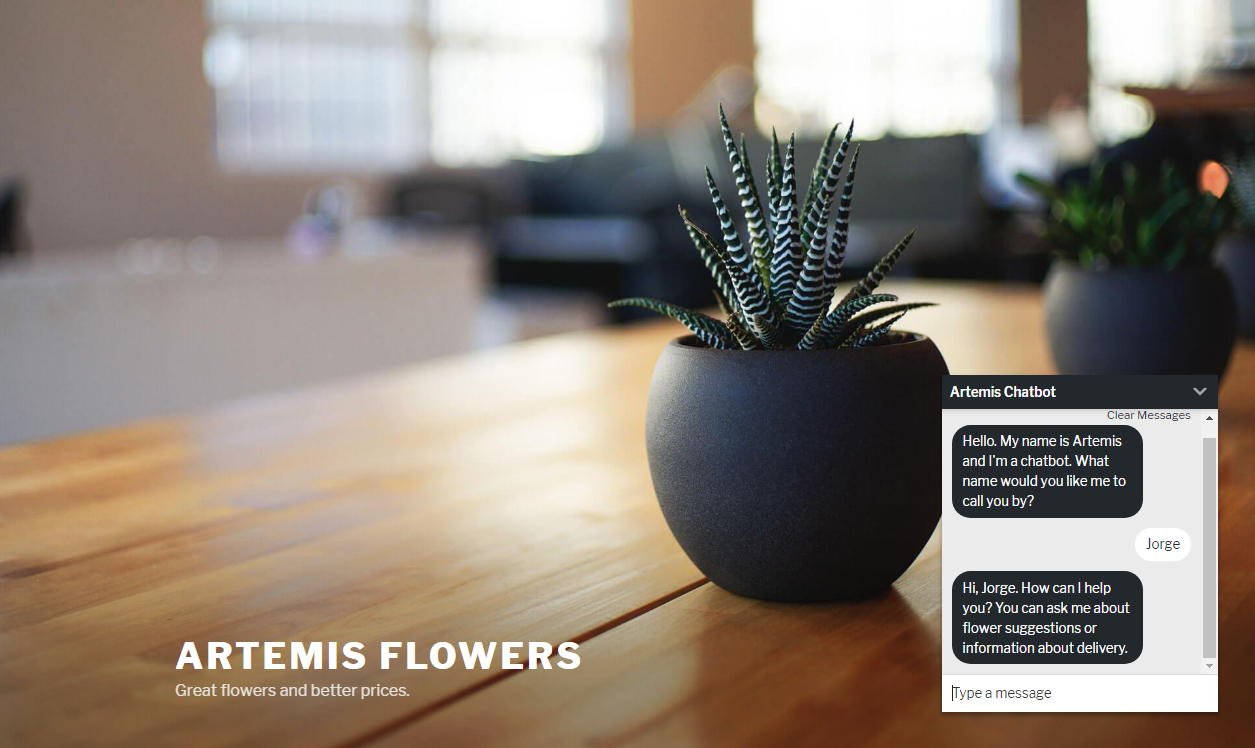 ARTEMIS FLOWERS
Great flowers and better prices.
Artemis Chatbot
Clear Messages
Hello. My name is Artemis
and I'm a chatbot. What
name would you like me to
call you by?
Jorge
Hi, Jorge. How can I help
you? You can ask me about
flower suggestions or
information about delivery.
Type a message